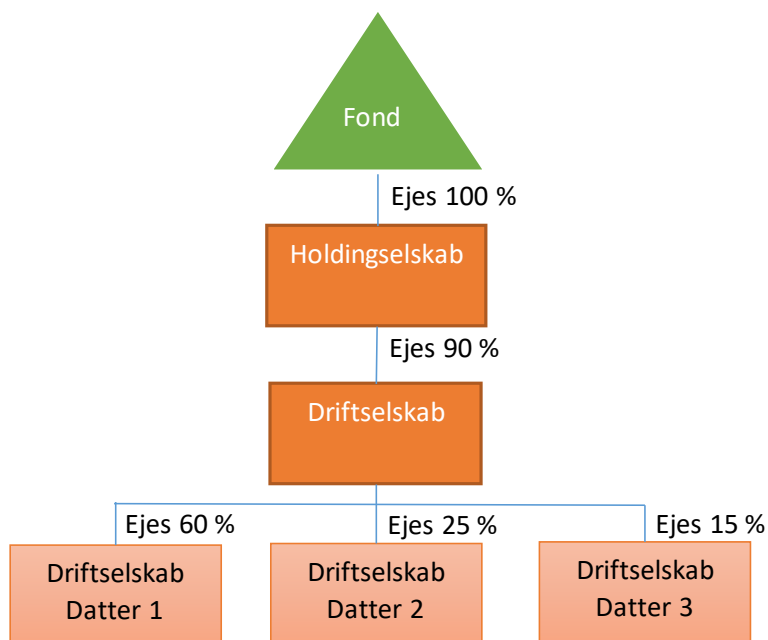 Fond
Ejes 100 %
Holdingselskab
Ejes 90 %
Driftselskab
Ejes 60 %
Ejes 25 %
Ejes 15 %
Driftselskab
Datter 1
Driftselskab
Datter 2
Driftselskab
Datter 3